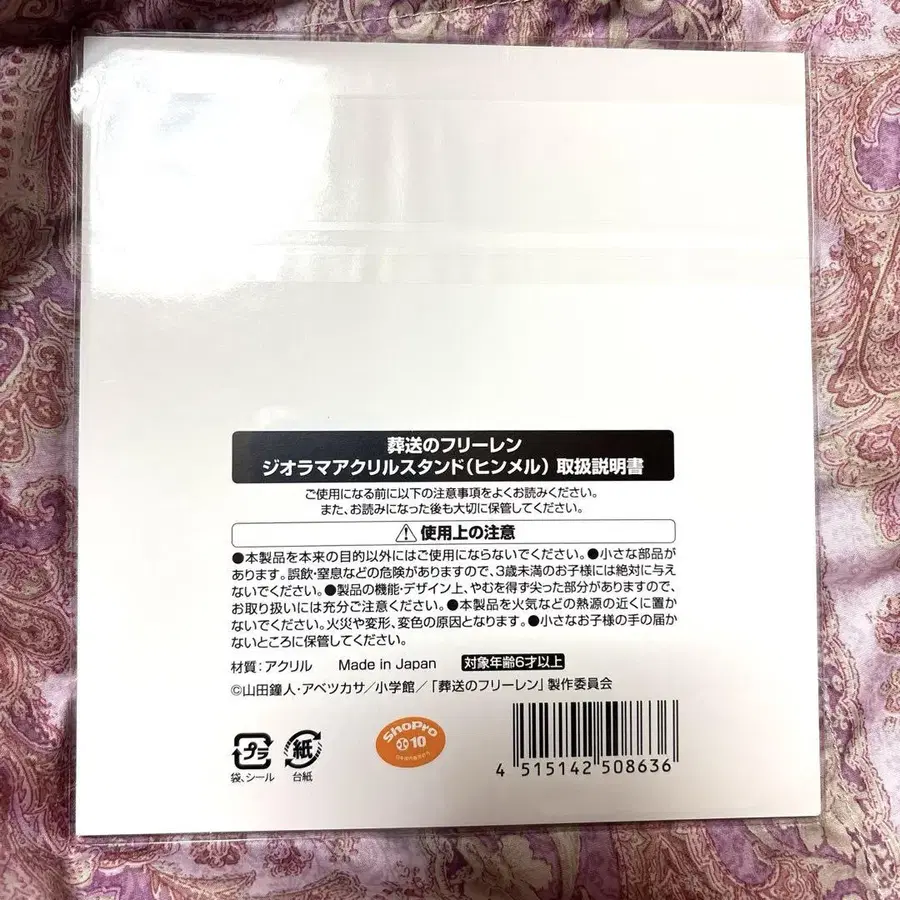 葬送のフリーレン
ジオラマアクリルスタンド(ヒンメル) 取扱説明書
ご使用になる前に以下の注意事項をよくお読みください。
また、お読みになった後も大切に保管してください。
使用上の注意
●本製品を本来の目的以外にはご使用にならないでください。●小さな部品が
あります。誤飲・窒息などの危険がありますので、3歳未満のお子様には絶対に与え
ないでください。●製品の機能・デザイン上、やむを得ず尖った部分がありますので、
お取り扱いには充分ご注意ください。●本製品を火気などの熱源の近くに置か
ないでください。火災や変形、変色の原因となります。●小さなお子様の手の届か
ないところに保管してください。
材質：アクリル Made in Japan 対象年齢6才以上
©山田鐘人・アベツカサ／小学館／「葬送のフリーレン」製作委員会
プラ 紙
袋、シール 台紙
ShoPro
10
4 515142 508636